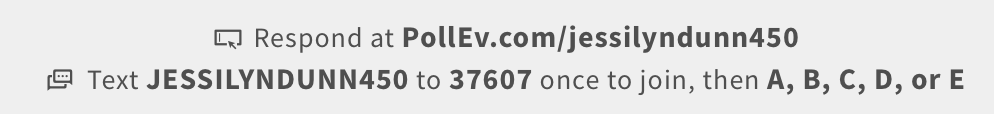 Respond at PollEv.com/jessilyndunn450
Text JESSILYNDUNN450 to 37607 once to join, then A, B, C, D, or E